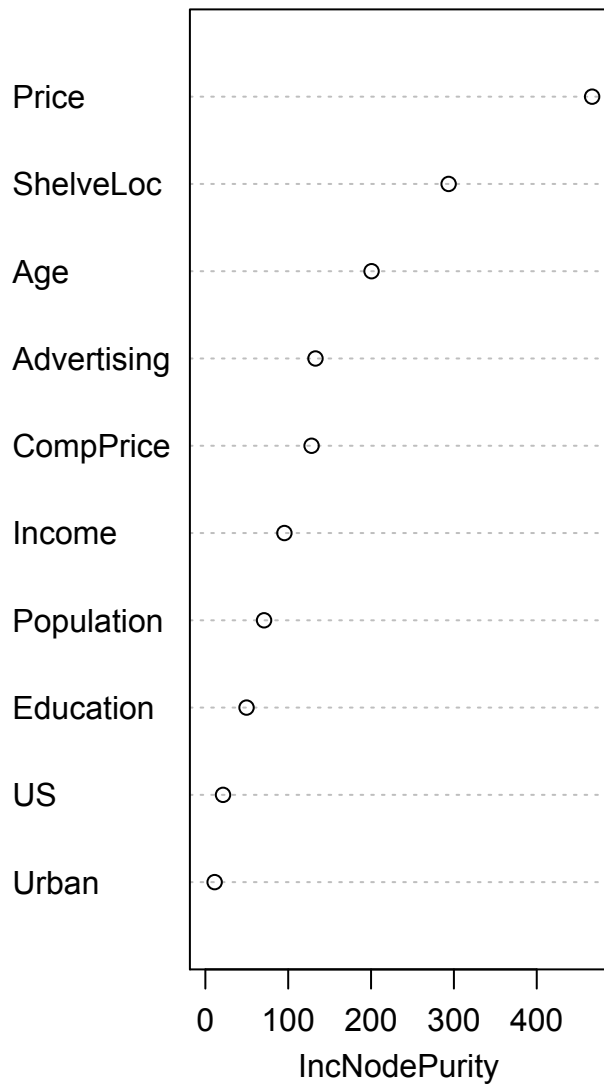 Price
ShelveLoc
Age
Advertising
CompPrice
Income
Population
Education
US
Urban
0 100 200 300 400
IncNodePurity